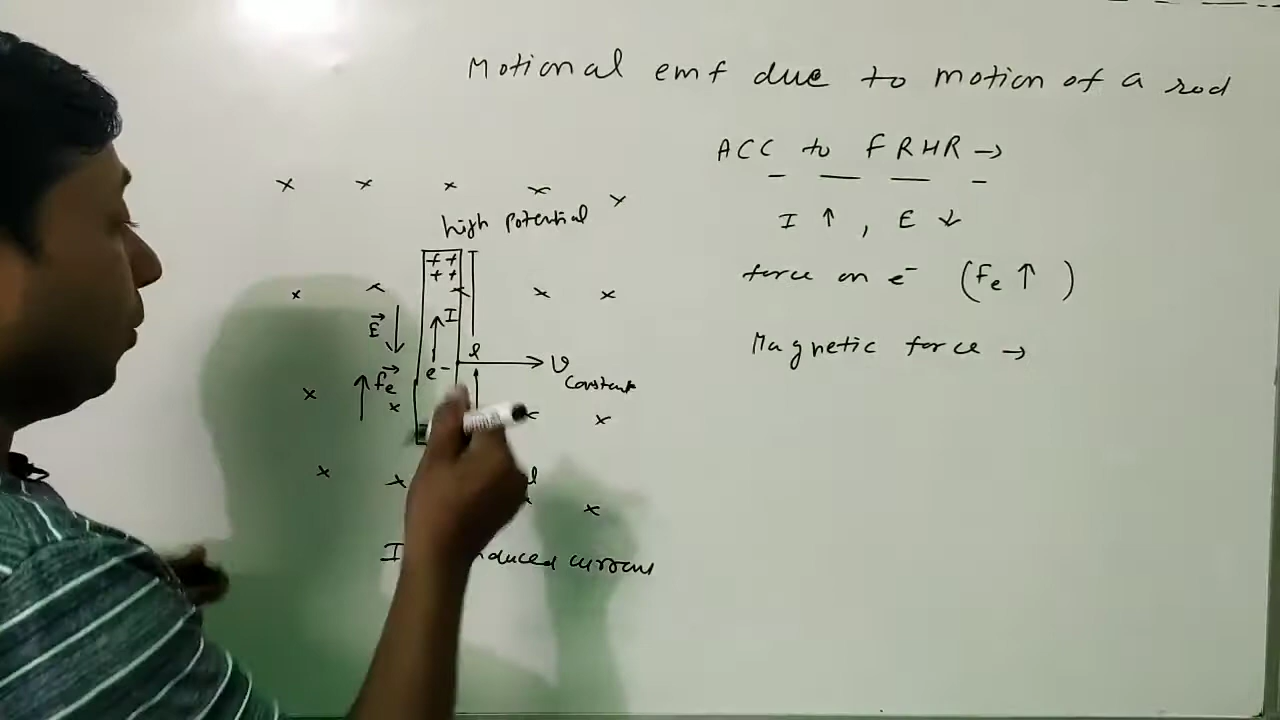 Motional emf due to motion of a rod
ACC to FRHR →
I ↑ , E ↓
force on e⁻ (Fe ↑ )
Magnetic force →
high potential
+ +
+ +
I
E
l
Fe
e⁻
v
constant
I
induced current